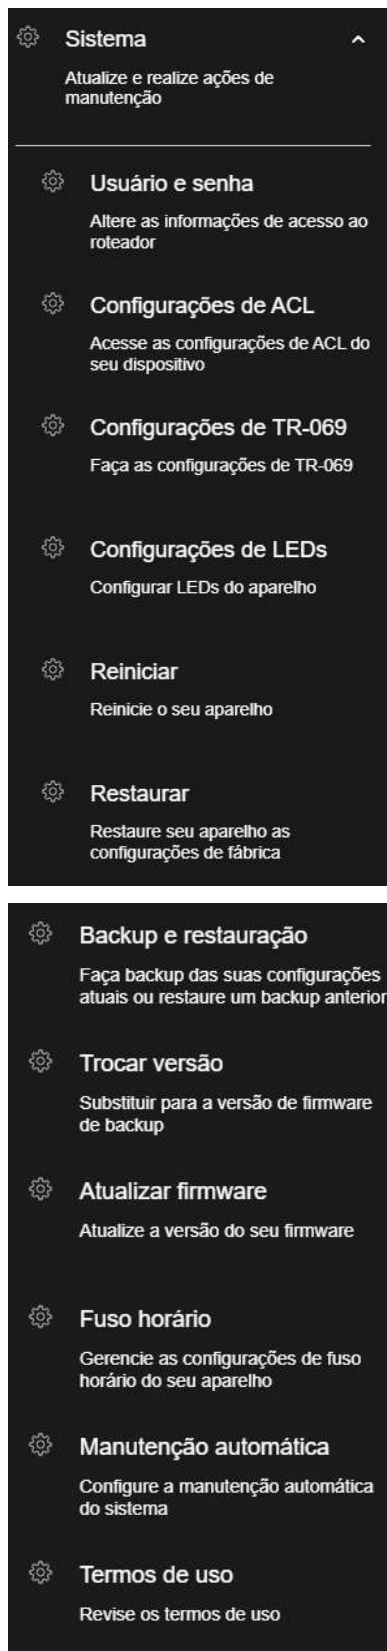 Sistema
Atualize e realize ações de
manutenção
Usuário e senha
Altere as informações de acesso ao
roteador
Configurações de ACL
Acesse as configurações de ACL do
seu dispositivo
Configurações de TR-069
Faça as configurações de TR-069
Configurações de LEDs
Configurar LEDs do aparelho
Reiniciar
Reinicie o seu aparelho
Restaurar
Restaure seu aparelho as
configurações de fábrica
Backup e restauração
Faça backup das suas configurações
atuais ou restaure um backup anterior
Trocar versão
Substituir para a versão de firmware
de backup
Atualizar firmware
Atualize a versão do seu firmware
Fuso horário
Gerencie as configurações de fuso
horário do seu aparelho
Manutenção automática
Configure a manutenção automática
do sistema
Termos de uso
Revise os termos de uso